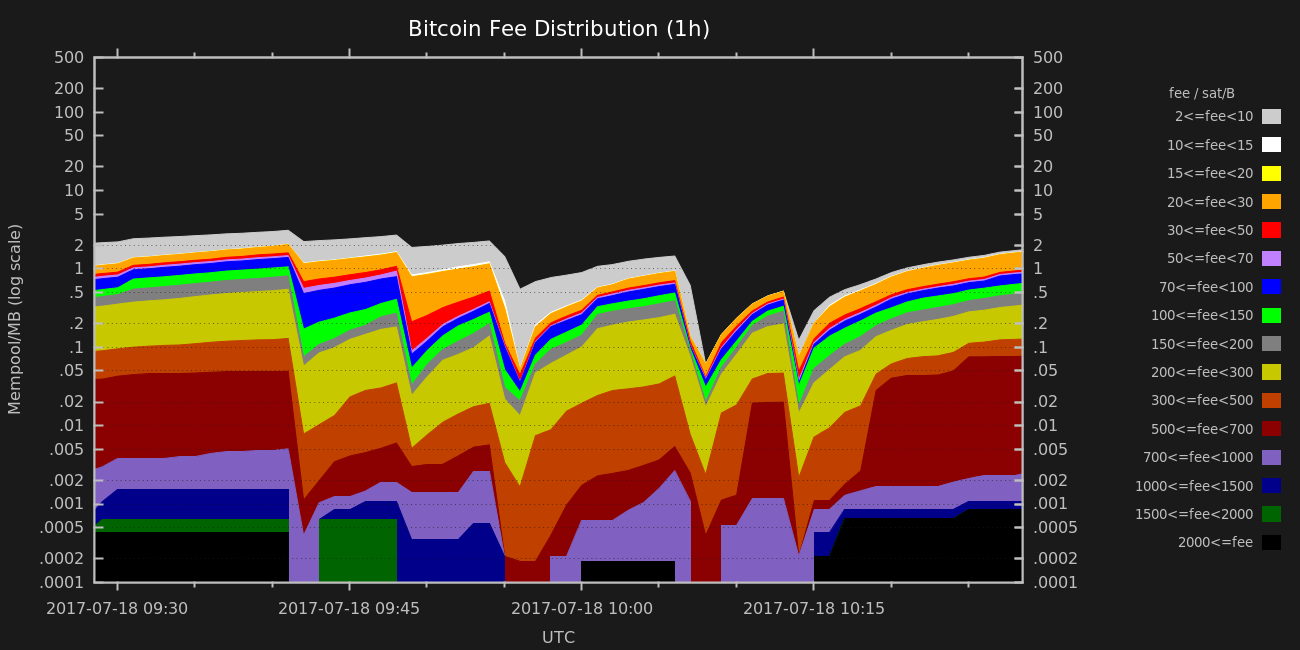 Bitcoin Fee Distribution (1h)
500
200
100
50
20
10
5
2
1
.5
.2
.1
.05
.02
.01
.005
.002
.001
.0005
.0002
.0001
Mempool/MB (log scale)
500
200
100
50
20
10
5
2
1
.5
.2
.1
.05
.02
.01
.005
.002
.001
.0005
.0002
.0001
2017-07-18 09:30 2017-07-18 09:45 2017-07-18 10:00 2017-07-18 10:15
UTC
fee / sat/B
2<=fee<10
10<=fee<15
15<=fee<20
20<=fee<30
30<=fee<50
50<=fee<70
70<=fee<100
100<=fee<150
150<=fee<200
200<=fee<300
300<=fee<500
500<=fee<700
700<=fee<1000
1000<=fee<1500
1500<=fee<2000
2000<=fee